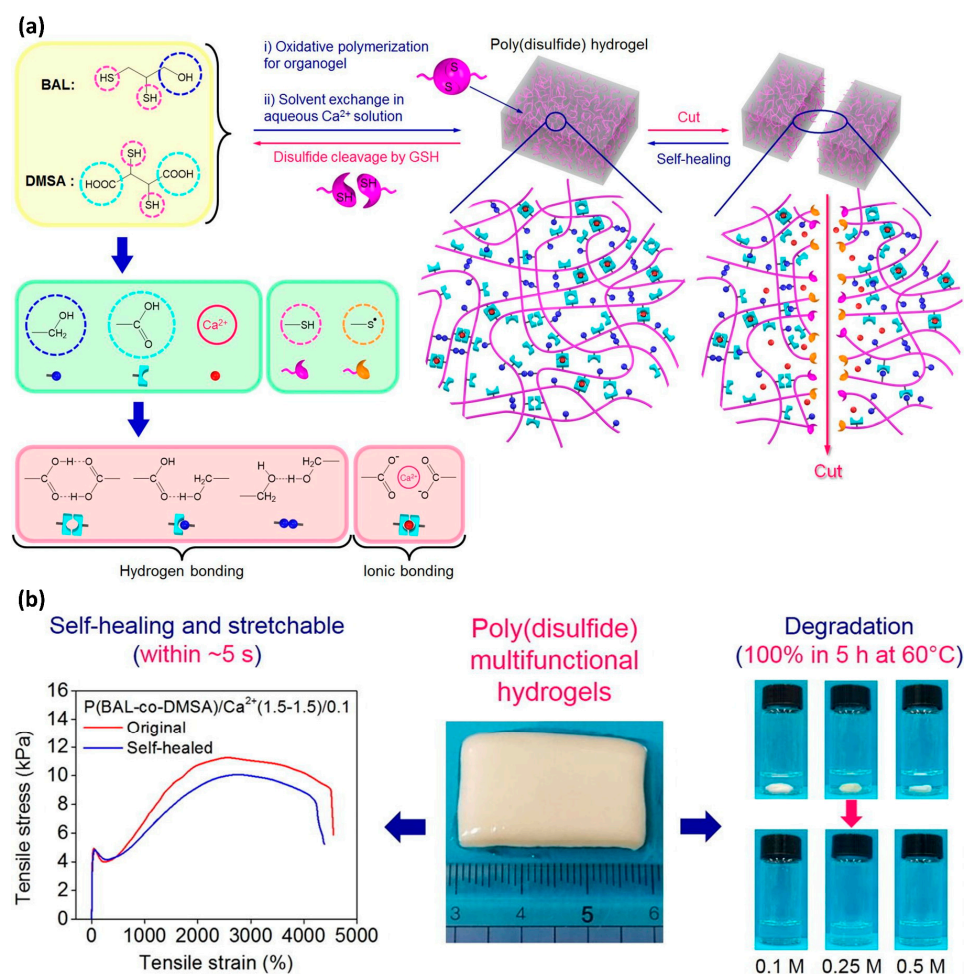 (a)
BAL:
HS
OH
SH
DMSA :
SH
HOOC
COOH
SH
i) Oxidative polymerization
for organogel
ii) Solvent exchange in
aqueous Ca²⁺ solution
Disulfide cleavage by GSH
SH
SH
Poly(disulfide) hydrogel
S
S
Cut
Self-healing
OH
CH₂
O
H
O
Ca²⁺
SH
S•
Cut
O-H---O
O---H-O
OH
O---H-O
H₂C
H
O---H-O
CH₂
H₂C
O⁻
O
Ca²⁺
O
⁻O
Hydrogen bonding
Ionic bonding
(b)
Self-healing and stretchable
(within ~5 s)
P(BAL-co-DMSA)/Ca²⁺(1.5-1.5)/0.1
Original
Self-healed
Tensile stress (kPa)
16
14
12
10
8
6
4
2
0
0 1000 2000 3000 4000 5000
Tensile strain (%)
Poly(disulfide)
multifunctional
hydrogels
3 4 5 6
Degradation
(100% in 5 h at 60°C)
0.1 M 0.25 M 0.5 M